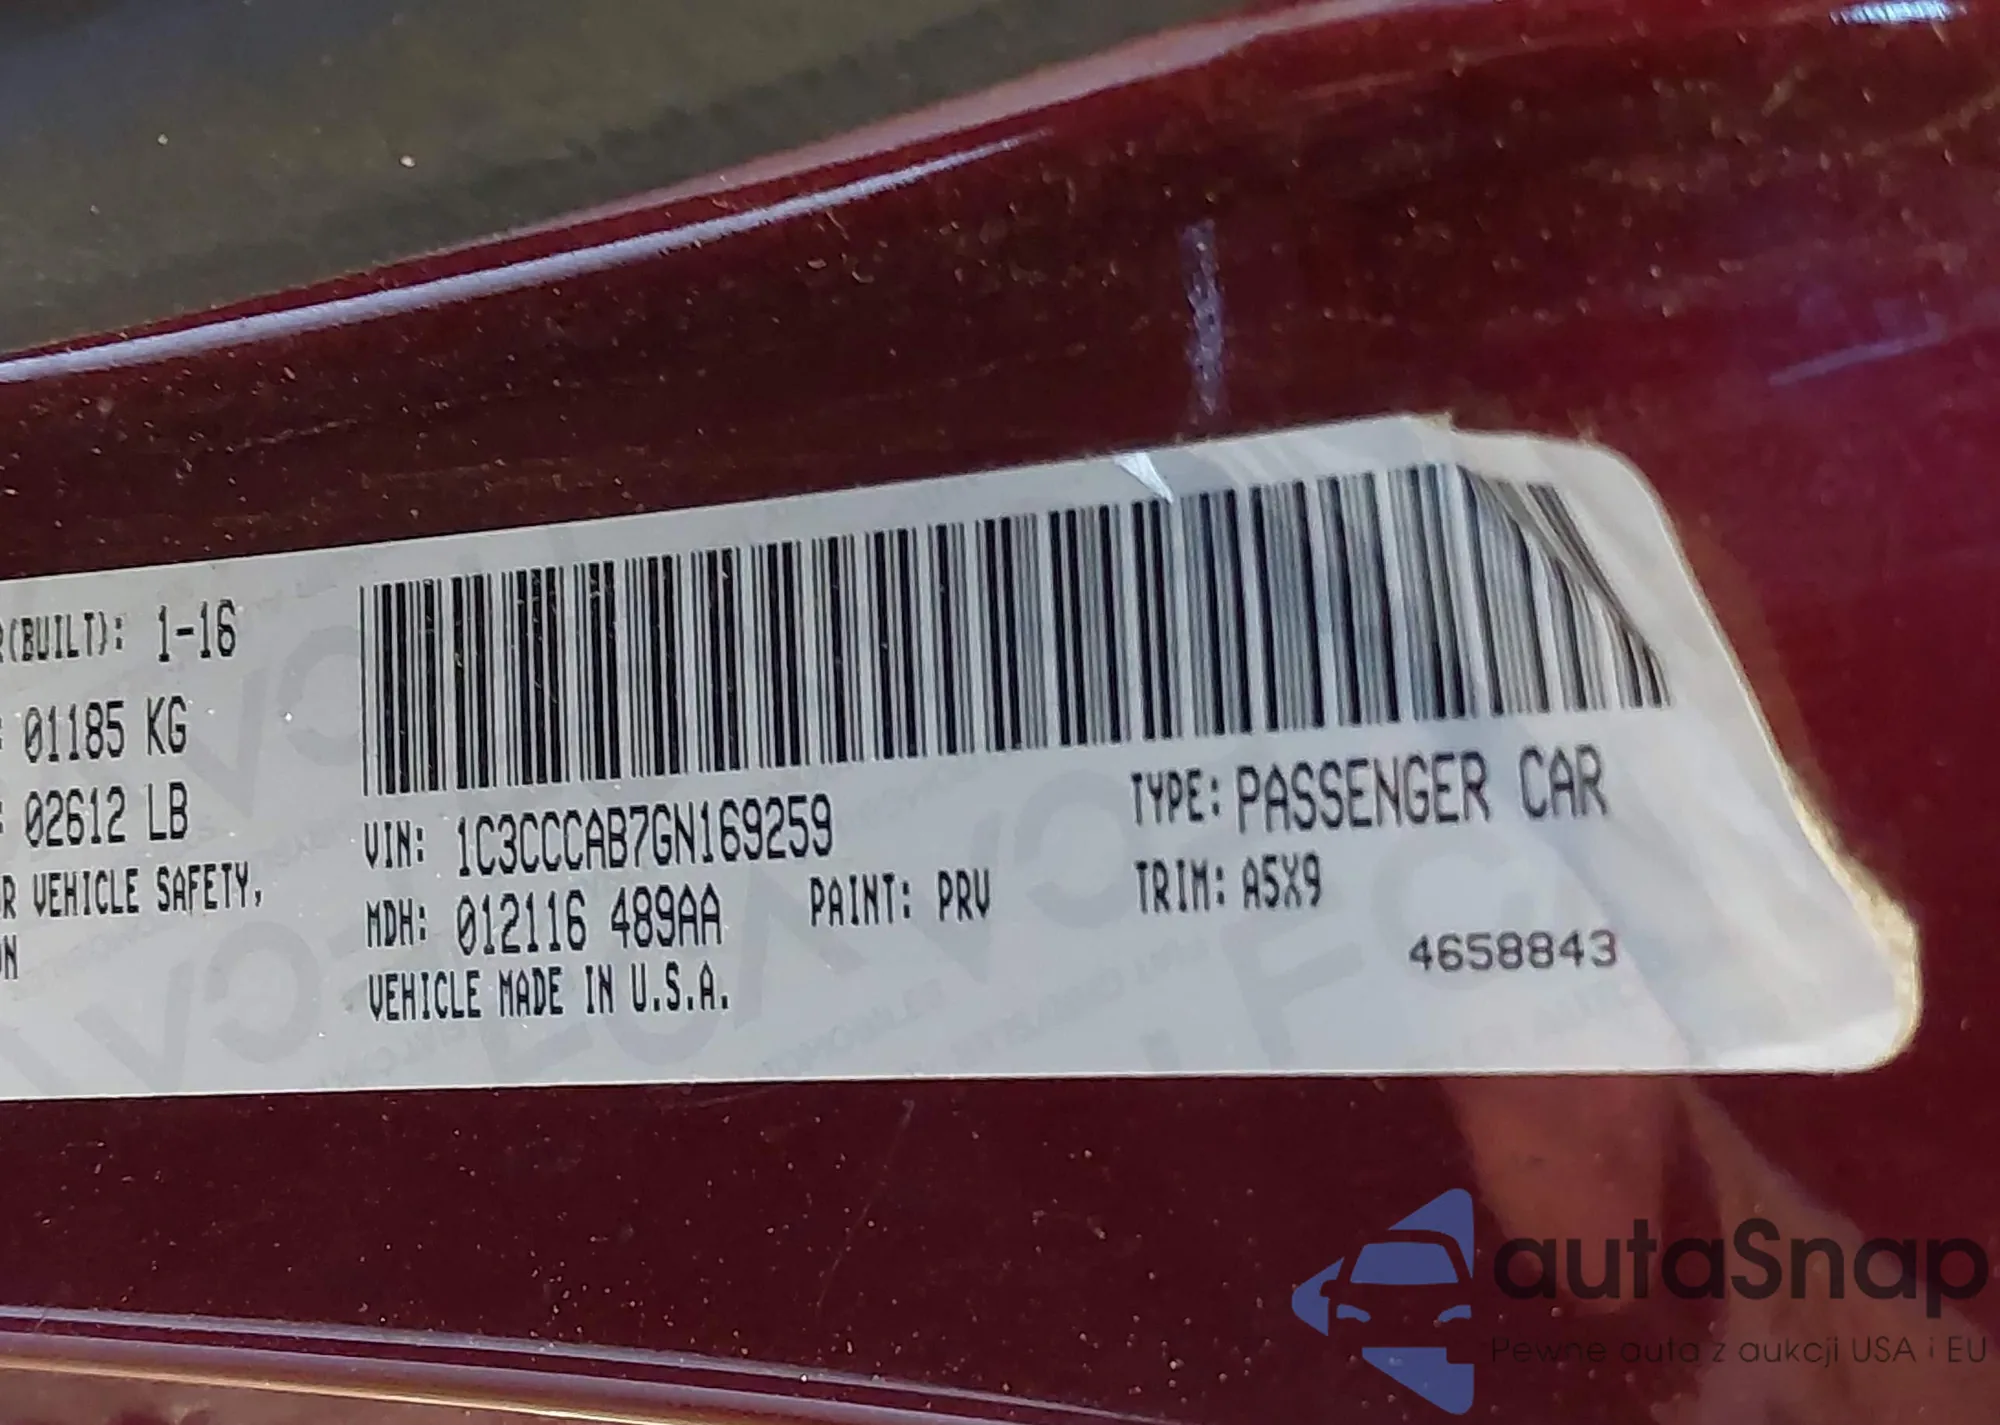 R(BUILT): 1-16
: 01185 KG
: 02612 LB
R VEHICLE SAFETY,
ON
VIN: 1C3CCCAB7GN169259
TYPE: PASSENGER CAR
MDH: 012116 489AA PAINT: PRV TRIM: A5X9
VEHICLE MADE IN U.S.A.
4658843
autaSnap
Pewne auta z aukcji USA i EU